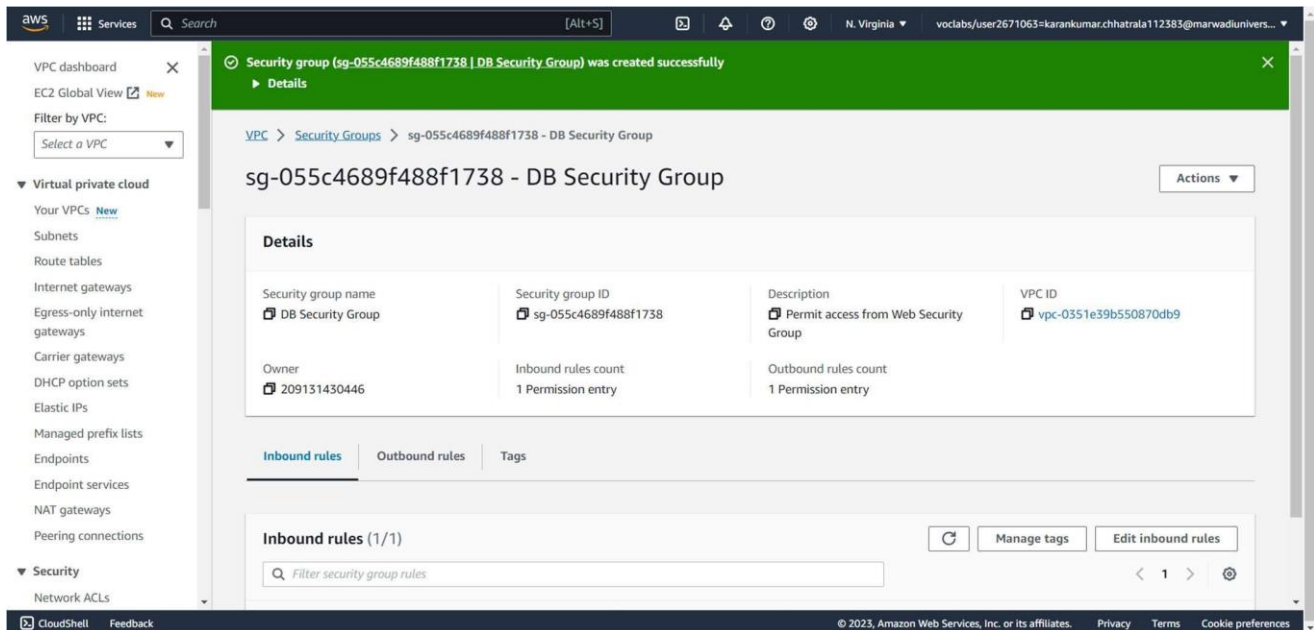 aws
Services
Search
[Alt+S]
N. Virginia
voclabs/user2671063=karankumar.chhatrala112383@marwadiunivers...
VPC dashboard
EC2 Global View New
Filter by VPC:
Select a VPC
Virtual private cloud
Your VPCs New
Subnets
Route tables
Internet gateways
Egress-only internet
gateways
Carrier gateways
DHCP option sets
Elastic IPs
Managed prefix lists
Endpoints
Endpoint services
NAT gateways
Peering connections
Security
Network ACLs
Security group (sg-055c4689f488f1738 | DB Security Group) was created successfully
Details
VPC > Security Groups > sg-055c4689f488f1738 - DB Security Group
sg-055c4689f488f1738 - DB Security Group
Actions
Details
Security group name
DB Security Group
Security group ID
sg-055c4689f488f1738
Description
Permit access from Web Security
Group
VPC ID
vpc-0351e39b550870db9
Owner
209131430446
Inbound rules count
1 Permission entry
Outbound rules count
1 Permission entry
Inbound rules
Outbound rules
Tags
Inbound rules (1/1)
Manage tags
Edit inbound rules
Filter security group rules
< 1 >
CloudShell
Feedback
© 2023, Amazon Web Services, Inc. or its affiliates.
Privacy
Terms
Cookie preferences